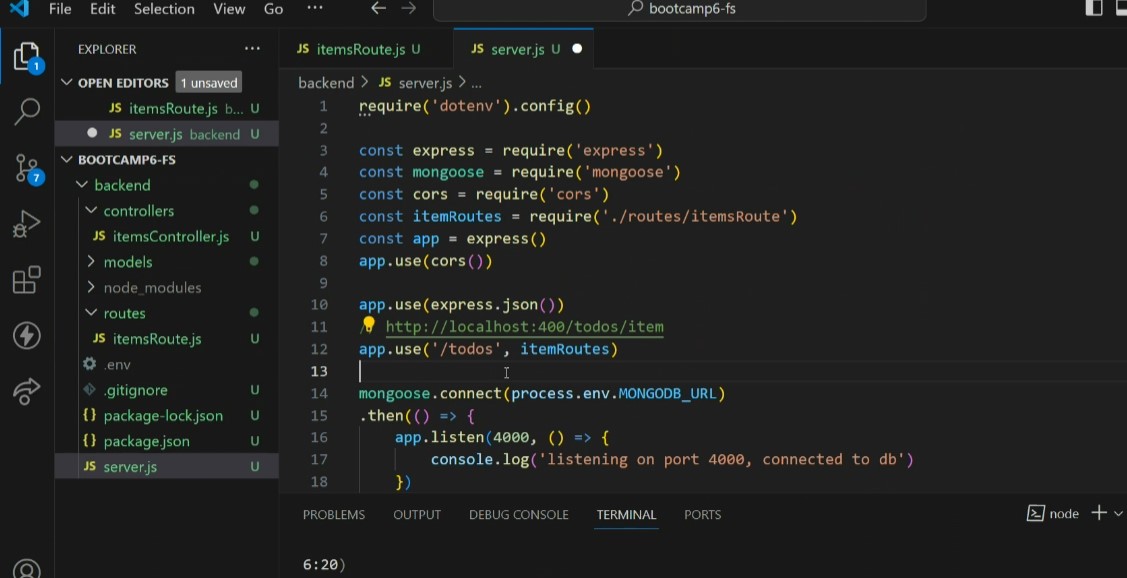 File Edit Selection View Go ··· bootcamp6-fs
EXPLORER ···
OPEN EDITORS 1 unsaved
JS itemsRoute.js b... U
JS server.js backend U
BOOTCAMP6-FS
backend
controllers
JS itemsController.js U
models
node_modules
routes
JS itemsRoute.js U
.env
.gitignore U
{} package-lock.json U
{} package.json U
JS server.js U
1
7
JS itemsRoute.js U JS server.js U
backend > JS server.js > ...
1 require('dotenv').config()
2
3 const express = require('express')
4 const mongoose = require('mongoose')
5 const cors = require('cors')
6 const itemRoutes = require('./routes/itemsRoute')
7 const app = express()
8 app.use(cors())
9
10 app.use(express.json())
11 / http://localhost:400/todos/item
12 app.use('/todos', itemRoutes)
13
14 mongoose.connect(process.env.MONGODB_URL)
15 .then(() => {
16 app.listen(4000, () => {
17 console.log('listening on port 4000, connected to db')
18 })
PROBLEMS OUTPUT DEBUG CONSOLE TERMINAL PORTS node
6:20)